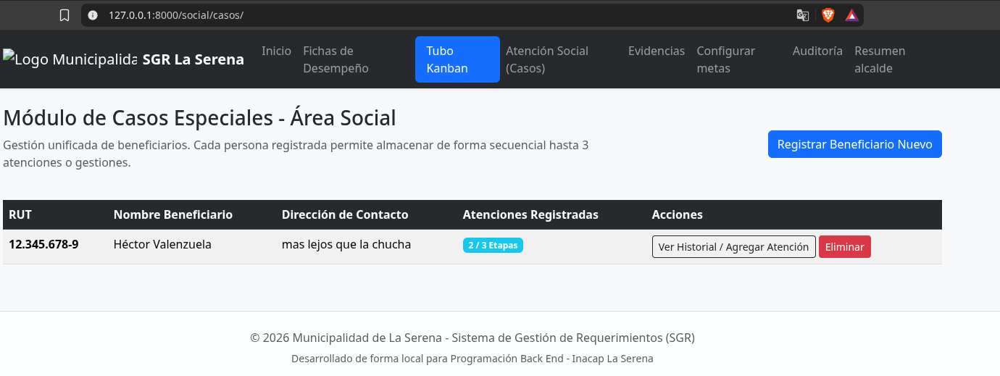 127.0.0.1:8000/social/casos/
Logo Municipalida SGR La Serena
Inicio
Fichas de
Desempeño
Tubo
Kanban
Atención Social
(Casos)
Evidencias
Configurar
metas
Auditoría
Resumen
alcalde
Módulo de Casos Especiales - Área Social
Gestión unificada de beneficiarios. Cada persona registrada permite almacenar de forma secuencial hasta 3
atenciones o gestiones.
Registrar Beneficiario Nuevo
RUT Nombre Beneficiario Dirección de Contacto Atenciones Registradas Acciones
12.345.678-9 Héctor Valenzuela mas lejos que la chucha 2 / 3 Etapas Ver Historial / Agregar Atención Eliminar
© 2026 Municipalidad de La Serena - Sistema de Gestión de Requerimientos (SGR)
Desarrollado de forma local para Programación Back End - Inacap La Serena